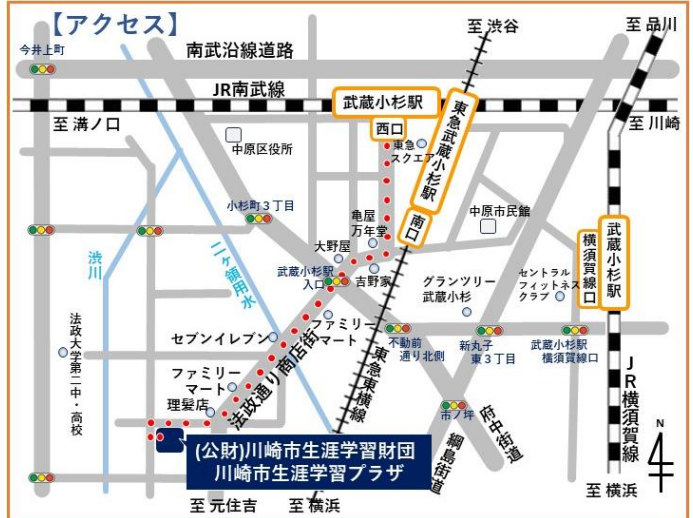 【アクセス】
至 渋谷
至 品川
今井上町
南武沿線道路
JR南武線
武蔵小杉駅
西口
東急武蔵小杉駅
南口
至 溝ノ口
至 川崎
中原区役所
東急
スクエア
小杉町3丁目
亀屋
万年堂
中原市民館
横須賀線口
武蔵小杉駅
渋川
二ヶ領用水
大野屋
武蔵小杉駅
入口
吉野家
グランツリー
武蔵小杉
セントラル
フィットネス
クラブ
セブンイレブン
ファミリー
マート
不動前
通り北側
新丸子
東3丁目
武蔵小杉駅
横須賀線口
法政大学第二中・高校
ファミリー
マート
理髪店
法政通り商店街
東急東横線
市ノ坪
府中街道
綱島街道
JR横須賀線
N
(公財)川崎市生涯学習財団
川崎市生涯学習プラザ
至 元住吉
至 横浜
至 横浜